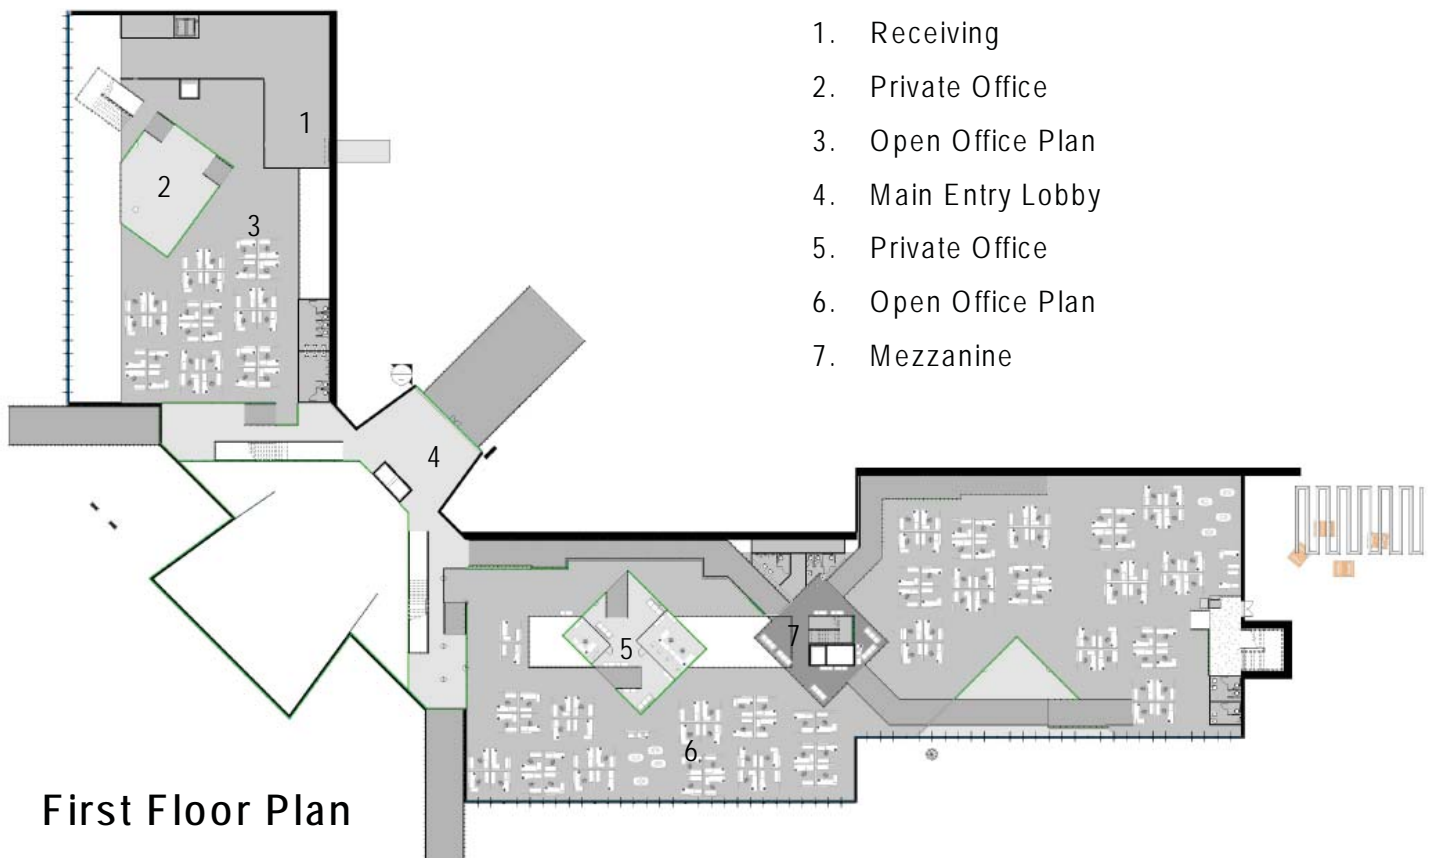 1. Receiving
2. Private Office
3. Open Office Plan
4. Main Entry Lobby
5. Private Office
6. Open Office Plan
7. Mezzanine
1
2
3
4
5
7
6
First Floor Plan